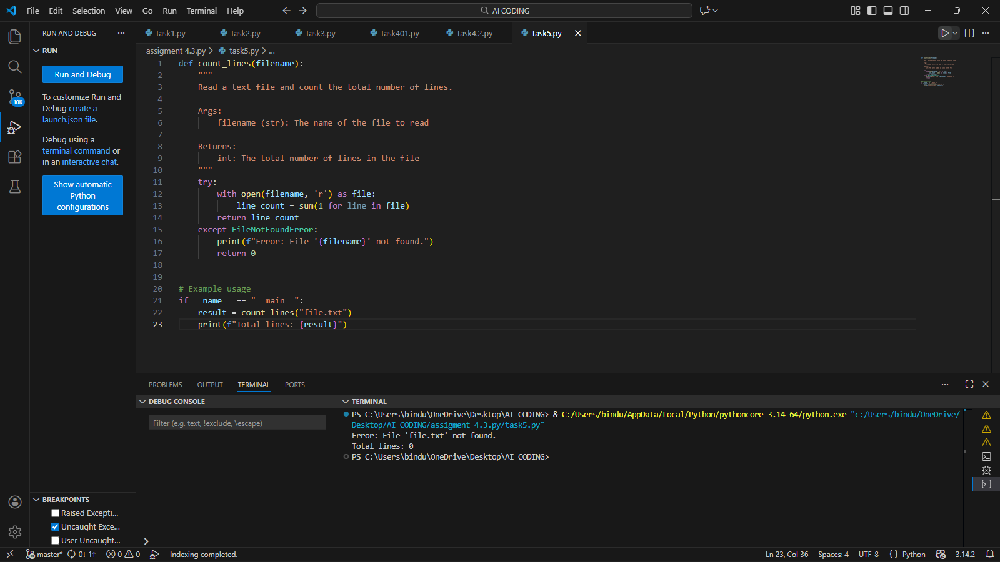 File Edit Selection View Go Run Terminal Help
AI CODING
RUN AND DEBUG
RUN
Run and Debug
To customize Run and
Debug create a
launch.json file.
Debug using a
terminal command or
in an interactive chat.
Show automatic
Python
configurations
BREAKPOINTS
Raised Excepti...
Uncaught Exce...
User Uncaught...
10K
task1.py task2.py task3.py task401.py task4.2.py task5.py
assigment 4.3.py > task5.py > ...
1 def count_lines(filename):
2 """
3 Read a text file and count the total number of lines.
4
5 Args:
6 filename (str): The name of the file to read
7
8 Returns:
9 int: The total number of lines in the file
10 """
11 try:
12 with open(filename, 'r') as file:
13 line_count = sum(1 for line in file)
14 return line_count
15 except FileNotFoundError:
16 print(f"Error: File '{filename}' not found.")
17 return 0
18
19
20 # Example usage
21 if __name__ == "__main__":
22 result = count_lines("file.txt")
23 print(f"Total lines: {result}")
PROBLEMS OUTPUT TERMINAL PORTS
DEBUG CONSOLE
Filter (e.g. text, !exclude, \escape)
TERMINAL
PS C:\Users\bindu\OneDrive\Desktop\AI CODING> & C:/Users/bindu/AppData/Local/Python/pythoncore-3.14-64/python.exe "c:/Users/bindu/OneDrive/
Desktop/AI CODING/assigment 4.3.py/task5.py"
Error: File 'file.txt' not found.
Total lines: 0
PS C:\Users\bindu\OneDrive\Desktop\AI CODING>
master* 0↓ 1↑ 0 0 Indexing completed.
Ln 23, Col 36 Spaces: 4 UTF-8 {} Python 3.14.2